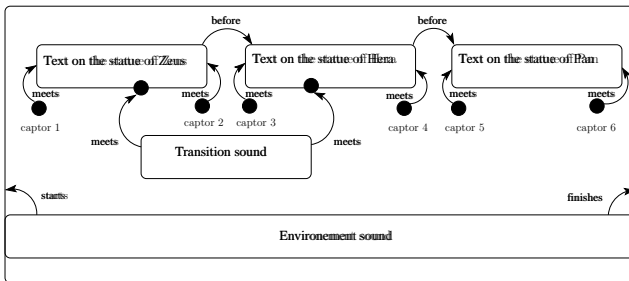 before
before
Text on the statue of Zeus
Text on the statue of Hera
Text on the statue of Pan
meets
meets
meets
meets
meets
meets
captor 1
captor 2
captor 3
captor 4
captor 5
captor 6
meets
Transition sound
meets
starts
finishes
Environement sound